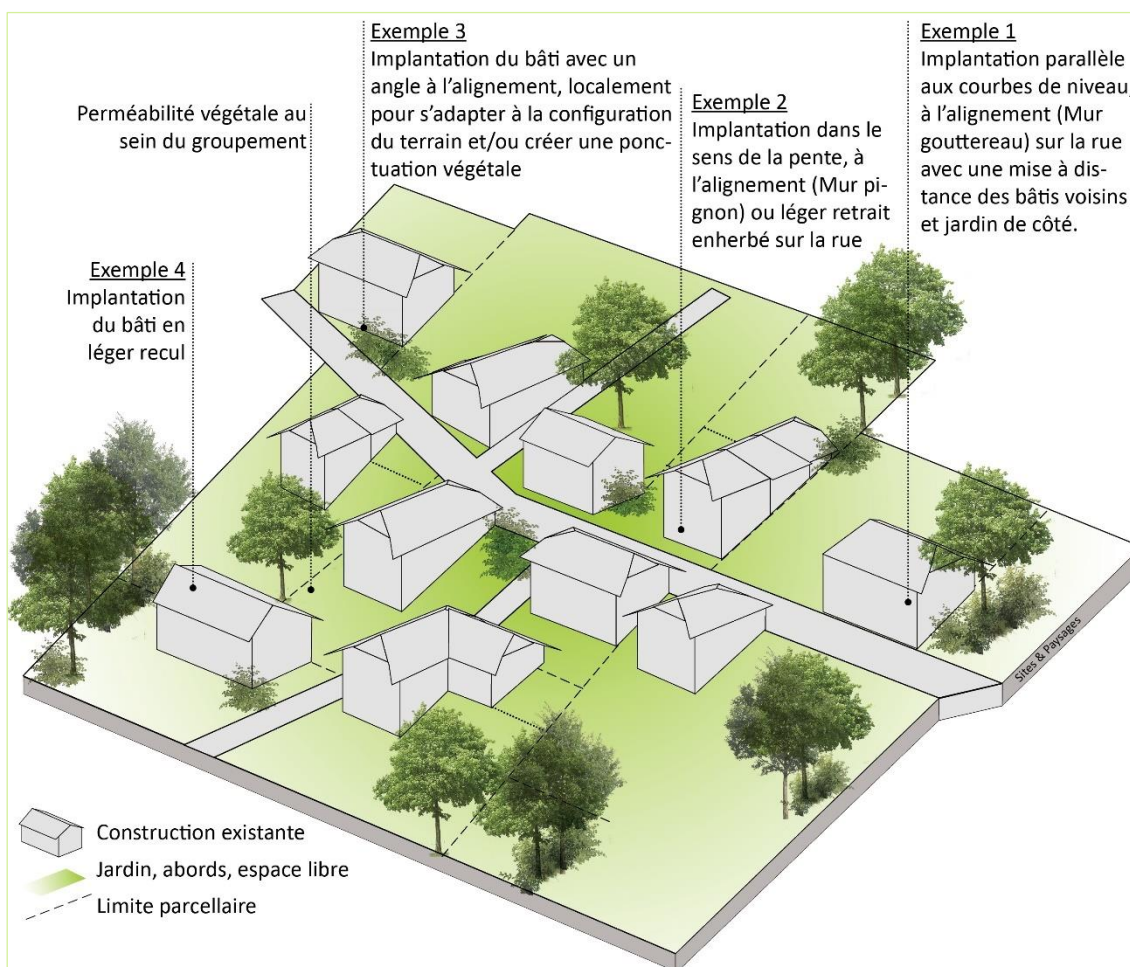 Exemple 3
Implantation du bâti avec un
angle à l'alignement, localement
pour s'adapter à la configuration
du terrain et/ou créer une ponc-
tuation végétale
Exemple 1
Implantation parallèle
aux courbes de niveau,
à l'alignement (Mur
gouttereau) sur la rue
avec une mise à dis-
tance des bâtis voisins
et jardin de côté.
Exemple 2
Implantation dans le
sens de la pente, à
l'alignement (Mur pi-
gnon) ou léger retrait
enherbé sur la rue
Perméabilité végétale au
sein du groupement
Exemple 4
Implantation
du bâti en
léger recul
Sites & Paysages
Construction existante
Jardin, abords, espace libre
Limite parcellaire